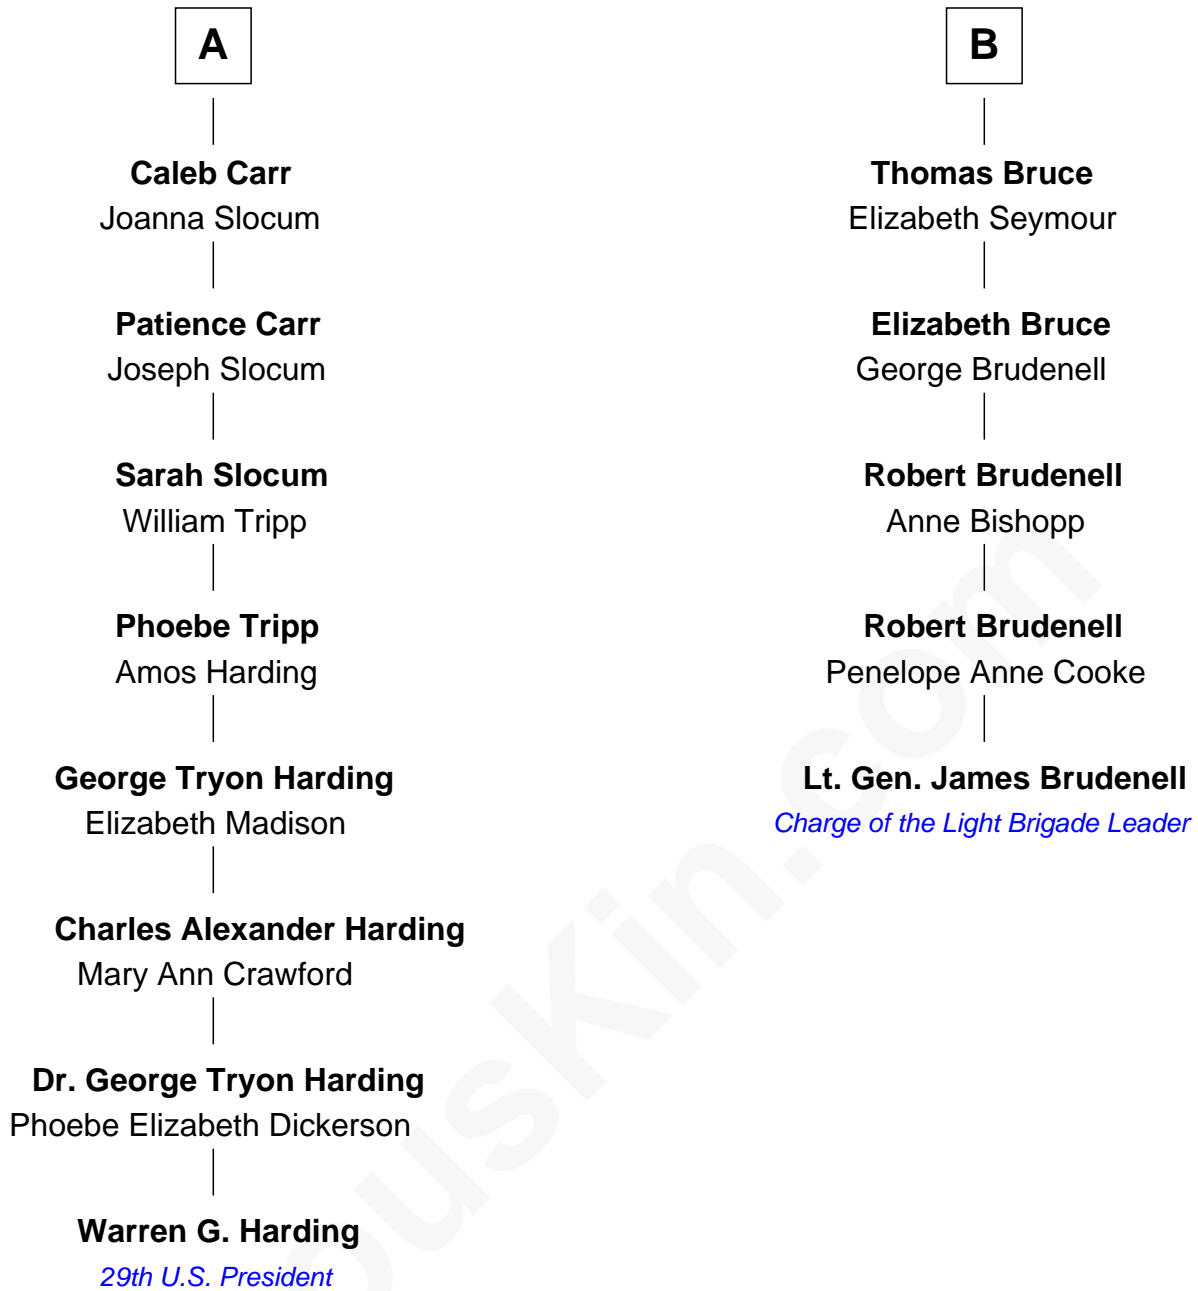 A
Caleb Carr
Joanna Slocum
Patience Carr
Joseph Slocum
Sarah Slocum
William Tripp
Phoebe Tripp
Amos Harding
George Tryon Harding
Elizabeth Madison
Charles Alexander Harding
Mary Ann Crawford
Dr. George Tryon Harding
Phoebe Elizabeth Dickerson
Warren G. Harding
29th U.S. President
B
Thomas Bruce
Elizabeth Seymour
Elizabeth Bruce
George Brudenell
Robert Brudenell
Anne Bishopp
Robert Brudenell
Penelope Anne Cooke
Lt. Gen. James Brudenell
Charge of the Light Brigade Leader
ousKin.com